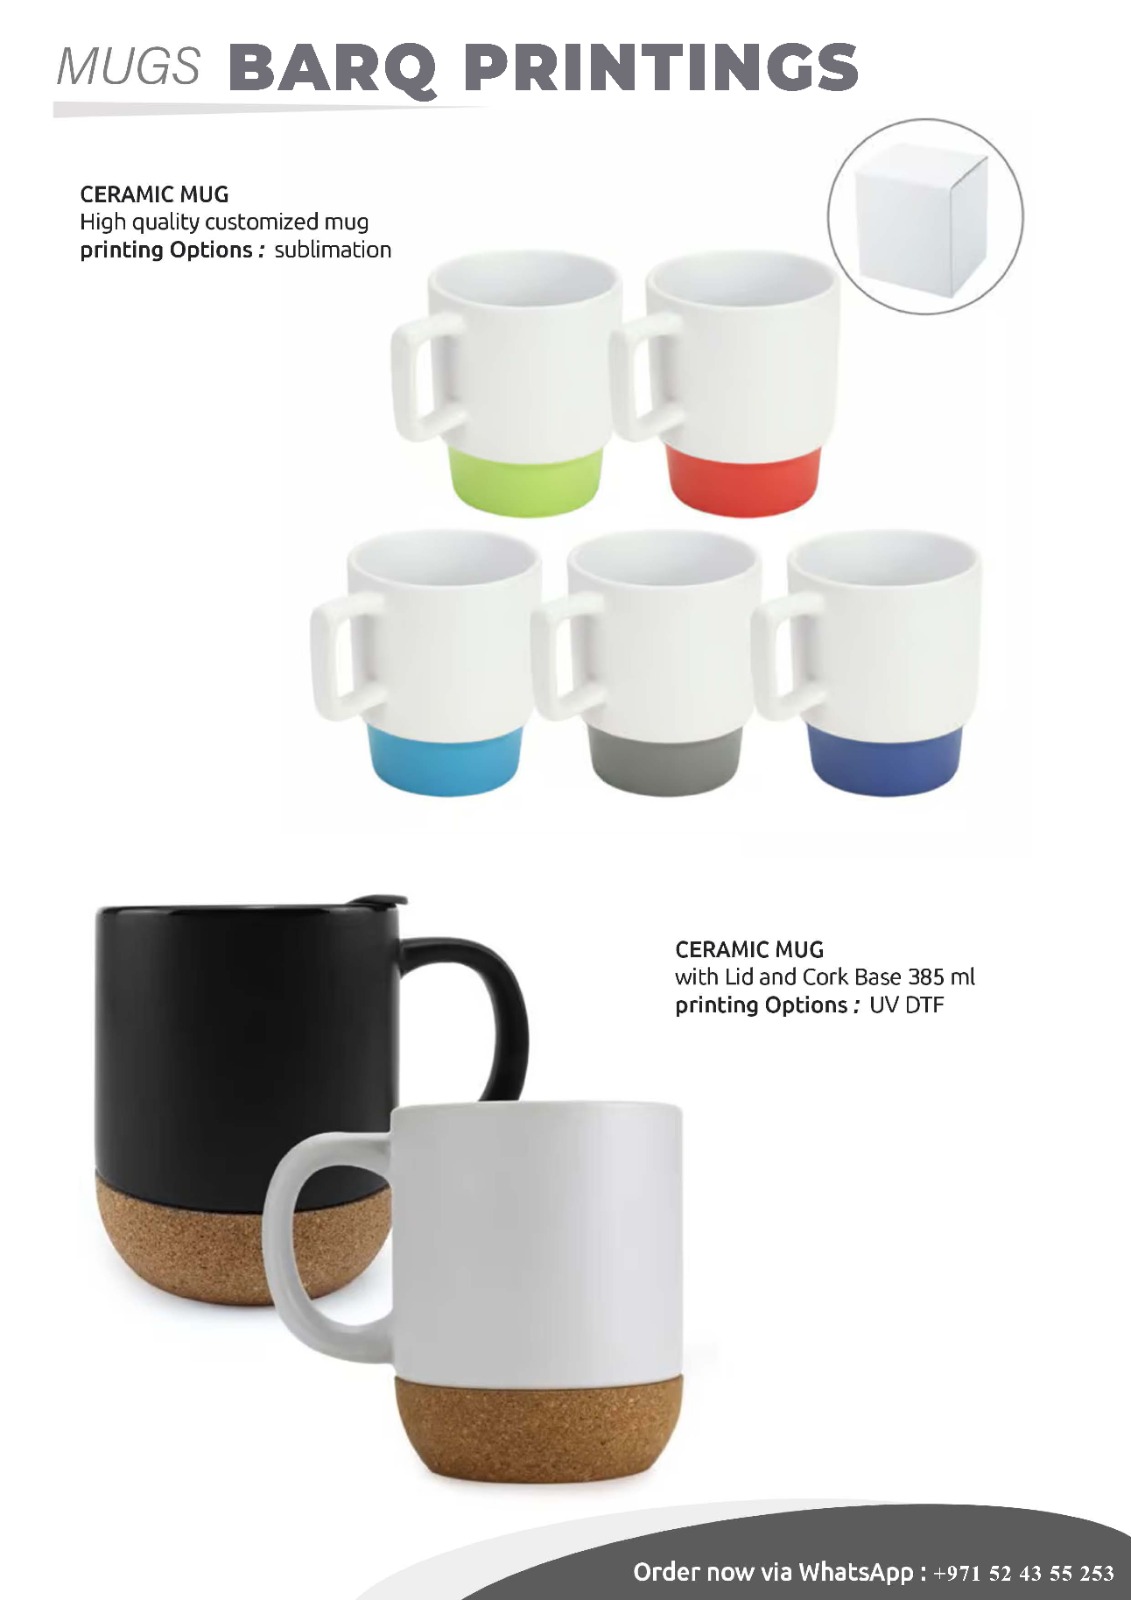 MUGS BARQ PRINTINGS
CERAMIC MUG
High quality customized mug
printing Options : sublimation
CERAMIC MUG
with Lid and Cork Base 385 ml
printing Options : UV DTF
Order now via WhatsApp : +971 52 43 55 253